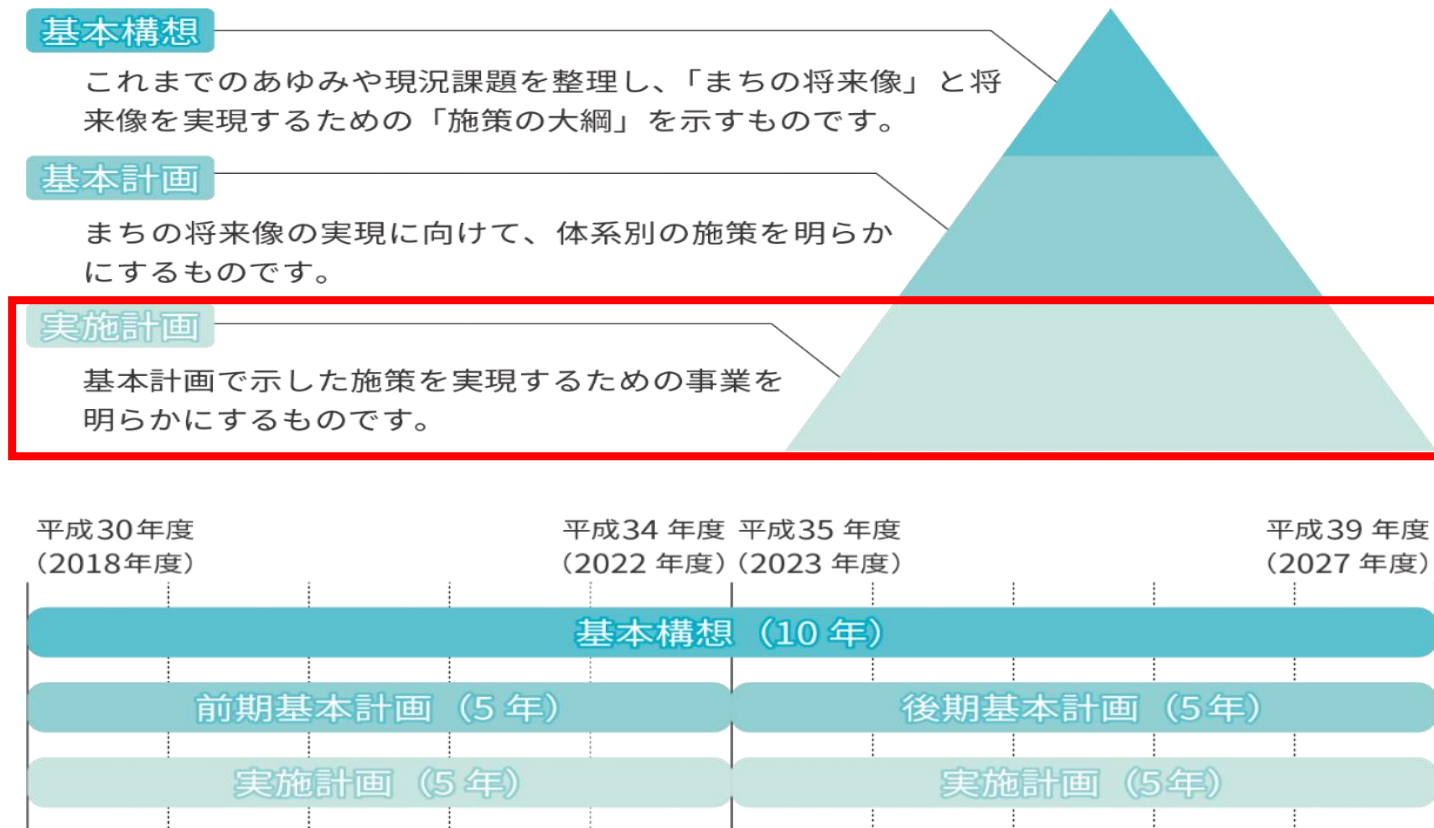 基本構想
これまでのあゆみや現況課題を整理し、「まちの将来像」と将
来像を実現するための「施策の大綱」を示すものです。
基本計画
まちの将来像の実現に向けて、体系別の施策を明らか
にするものです。
実施計画
基本計画で示した施策を実現するための事業を
明らかにするものです。
平成30年度 平成34 年度 平成35 年度 平成39 年度
（2018年度） （2022 年度）（2023 年度） （2027 年度）
基本構想（10 年）
前期基本計画（5 年） 後期基本計画（5年）
実施計画（5 年） 実施計画（5年）